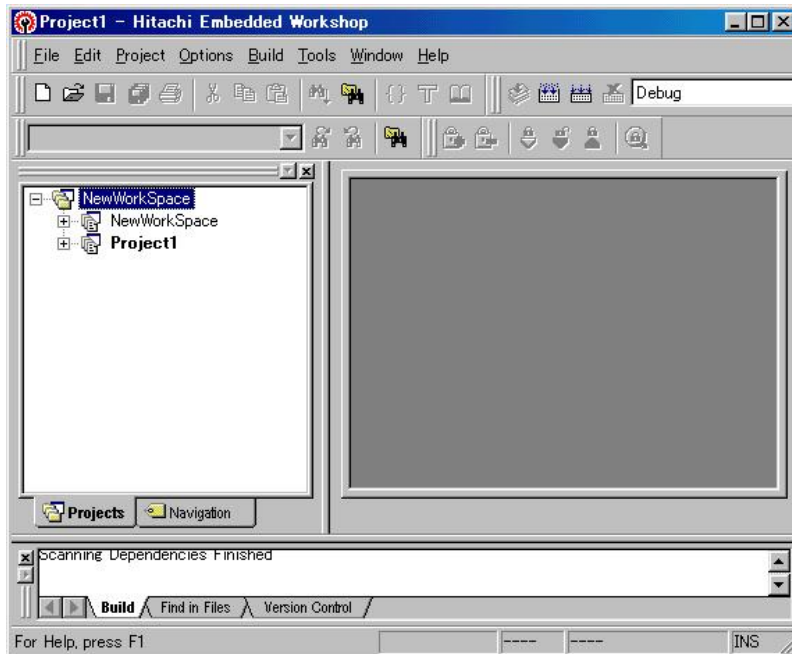 Project1 - Hitachi Embedded Workshop
File Edit Project Options Build Tools Window Help
Debug
NewWorkSpace
NewWorkSpace
Project1
Projects Navigation
Scanning Dependencies Finished
Build Find in Files Version Control
For Help, press F1 ---- ---- INS